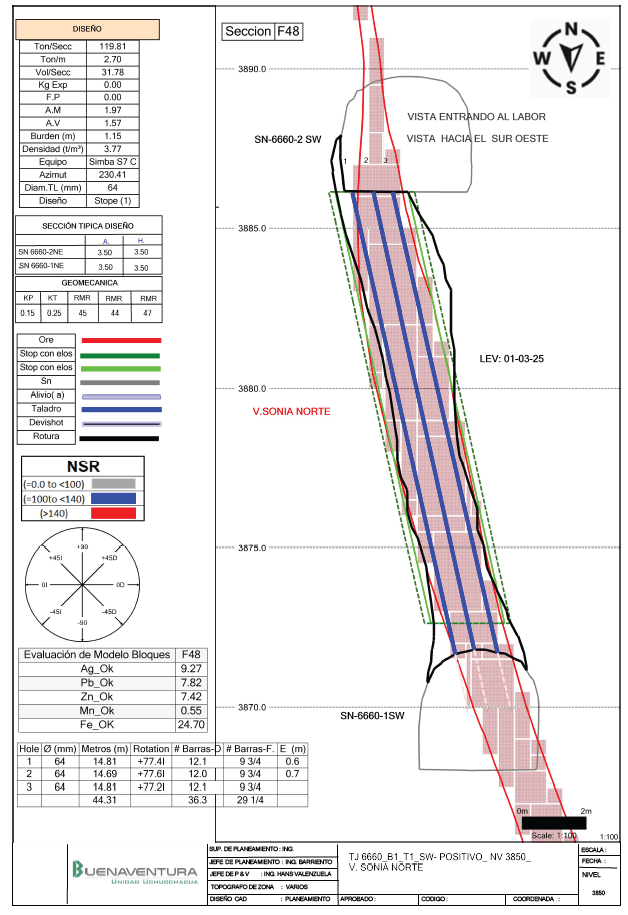 DISEÑO
Ton/Secc 119.81
Ton/m 2.70
Vol/Secc 31.78
Kg Exp 0.00
F.P 0.00
A.M 1.97
A.V 1.57
Burden (m) 1.15
Densidad (t/m³) 3.77
Equipo Simba S7 C
Azimut 230.41
Diam.TL (mm) 64
Diseño Stope (1)
SECCIÓN TIPICA DISEÑO
A. H.
SN 6660-2NE 3.50 3.50
SN 6660-1NE 3.50 3.50
GEOMECANICA
KP KT RMR RMR RMR
0.15 0.25 45 44 47
Ore
Stop con elos
Stop con elos
Sn
Alivio( a)
Taladro
Devishot
Rotura
NSR
(=0.0 to <100)
(=100to <140)
(>140)
+90
+45I +45D
0I 0D
-45I -45D
-90
Evaluación de Modelo Bloques F48
Ag_Ok 9.27
Pb_Ok 7.82
Zn_Ok 7.42
Mn_Ok 0.55
Fe_OK 24.70
Hole Ø (mm) Metros (m) Rotation # Barras-D # Barras-F. E (m)
1 64 14.81 +77.4I 12.1 9 3/4 0.6
2 64 14.69 +77.6I 12.0 9 3/4 0.7
3 64 14.81 +77.2I 12.1 9 3/4
44.31 36.3 29 1/4
Seccion F48
N
W E
S
3890.0
VISTA ENTRANDO AL LABOR
SN-6660-2 SW
VISTA HACIA EL SUR OESTE
1 2 3
3885.0
LEV: 01-03-25
3880.0
V.SONIA NORTE
3875.0
3870.0
SN-6660-1SW
0m 2m
Scale: 1:100
1:100
BUENAVENTURA
UNIDAD UCHUCCHACUA
SUP. DE PLANEAMIENTO : ING.
JEFE DE PLANEAMIENTO : ING. BARRIENTO
JEFE DE P & V : ING. HANS VALENZUELA
TOPOGRAFO DE ZONA : VARIOS
DISEÑO CAD : PLANEAMIENTO
TJ 6660_B1_T1_SW- POSITIVO_ NV 3850_
V. SONIA NORTE
APROBADO : CODIGO : COORDENADA :
ESCALA :
FECHA :
NIVEL
3850